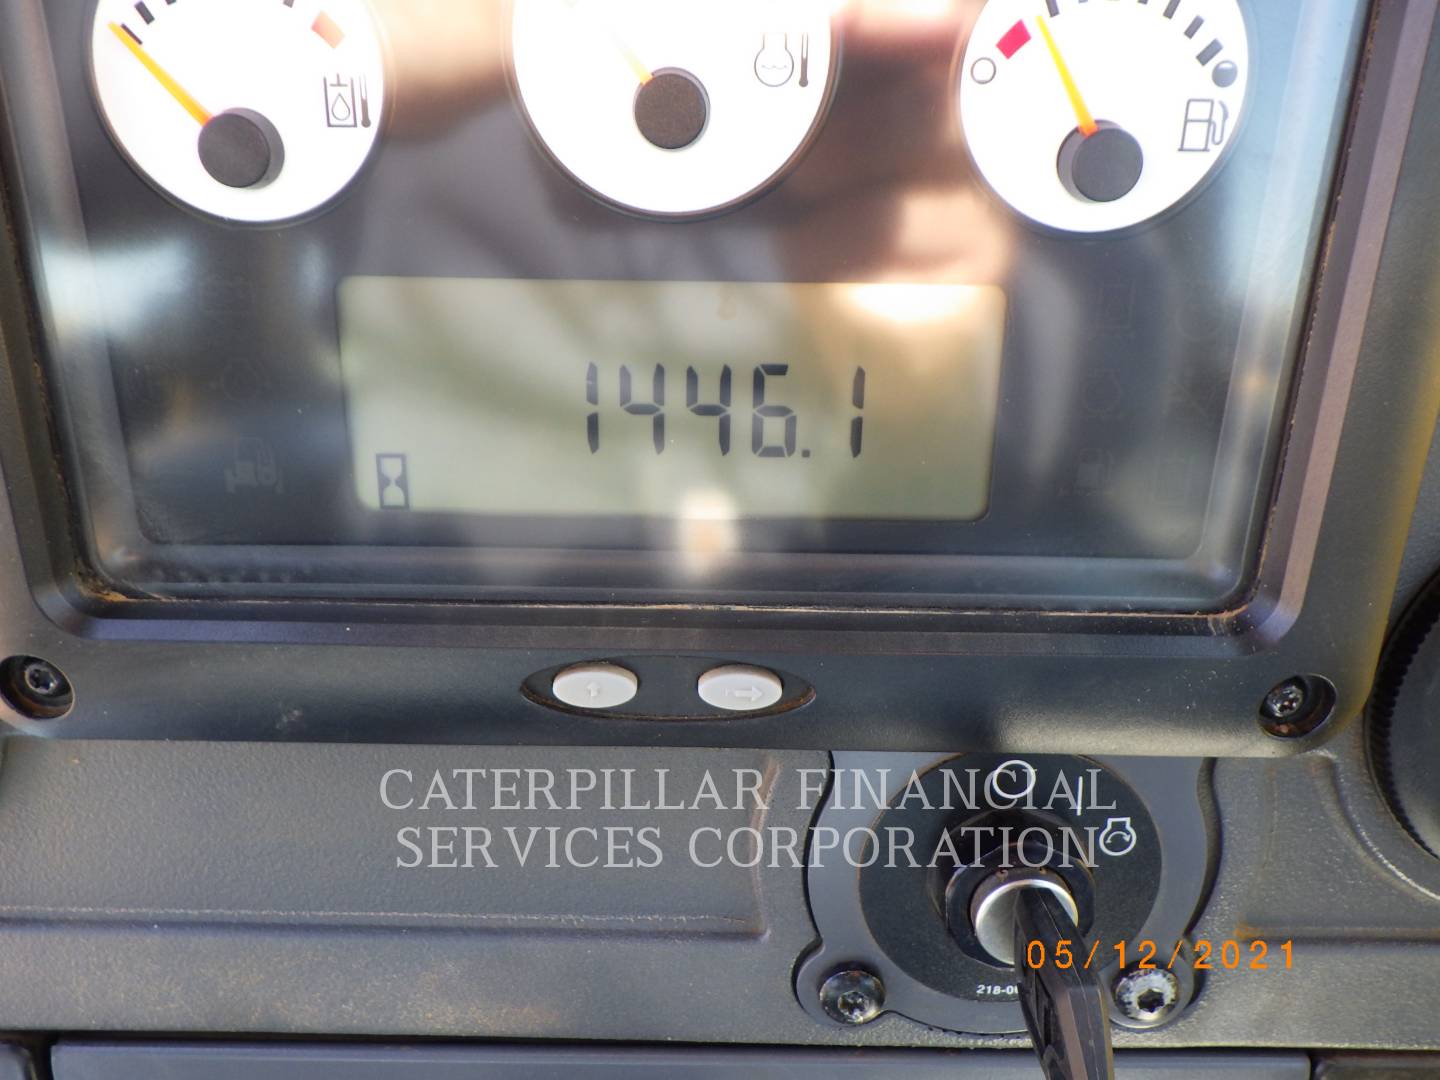 1446.1
CATERPILLAR FINANCIAL
SERVICES CORPORATION
05/12/2021